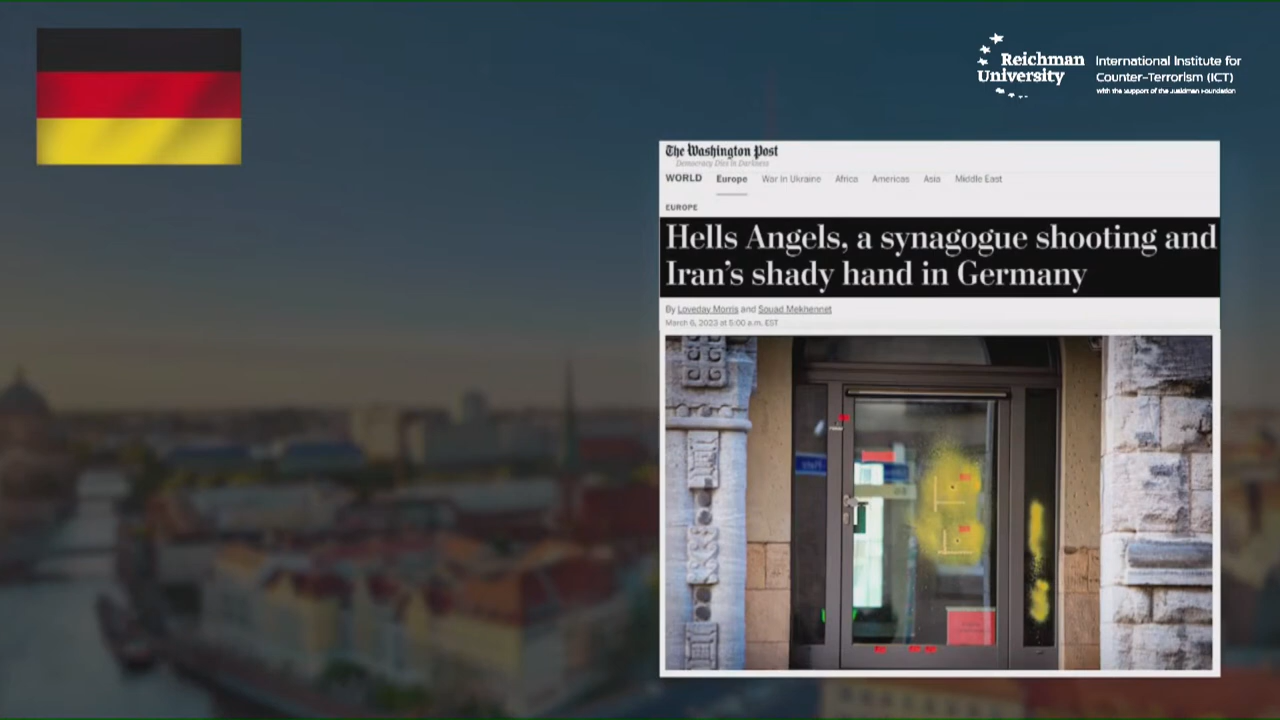 Reichman
University
International Institute for
Counter-Terrorism (ICT)
With the support of the Jusidman Foundation
The Washington Post
Democracy Dies in Darkness
WORLD Europe War in Ukraine Africa Americas Asia Middle East
EUROPE
Hells Angels, a synagogue shooting and
Iran's shady hand in Germany
By Loveday Morris and Souad Mekhennet
March 6, 2023 at 5:00 a.m. EST